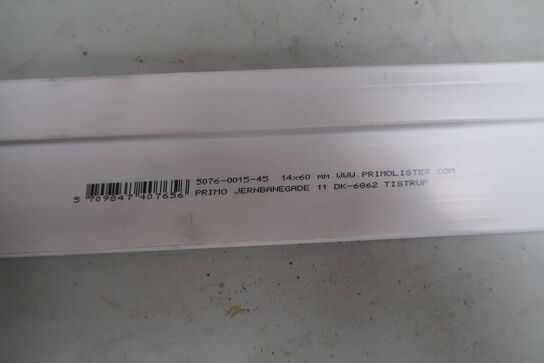 5076-0015-45 14x60 MM WWW.PRIMOLISTER.COM
PRIMO JERNBANEGADE 11 DK-6862 TISTRUP
5 709847 407656